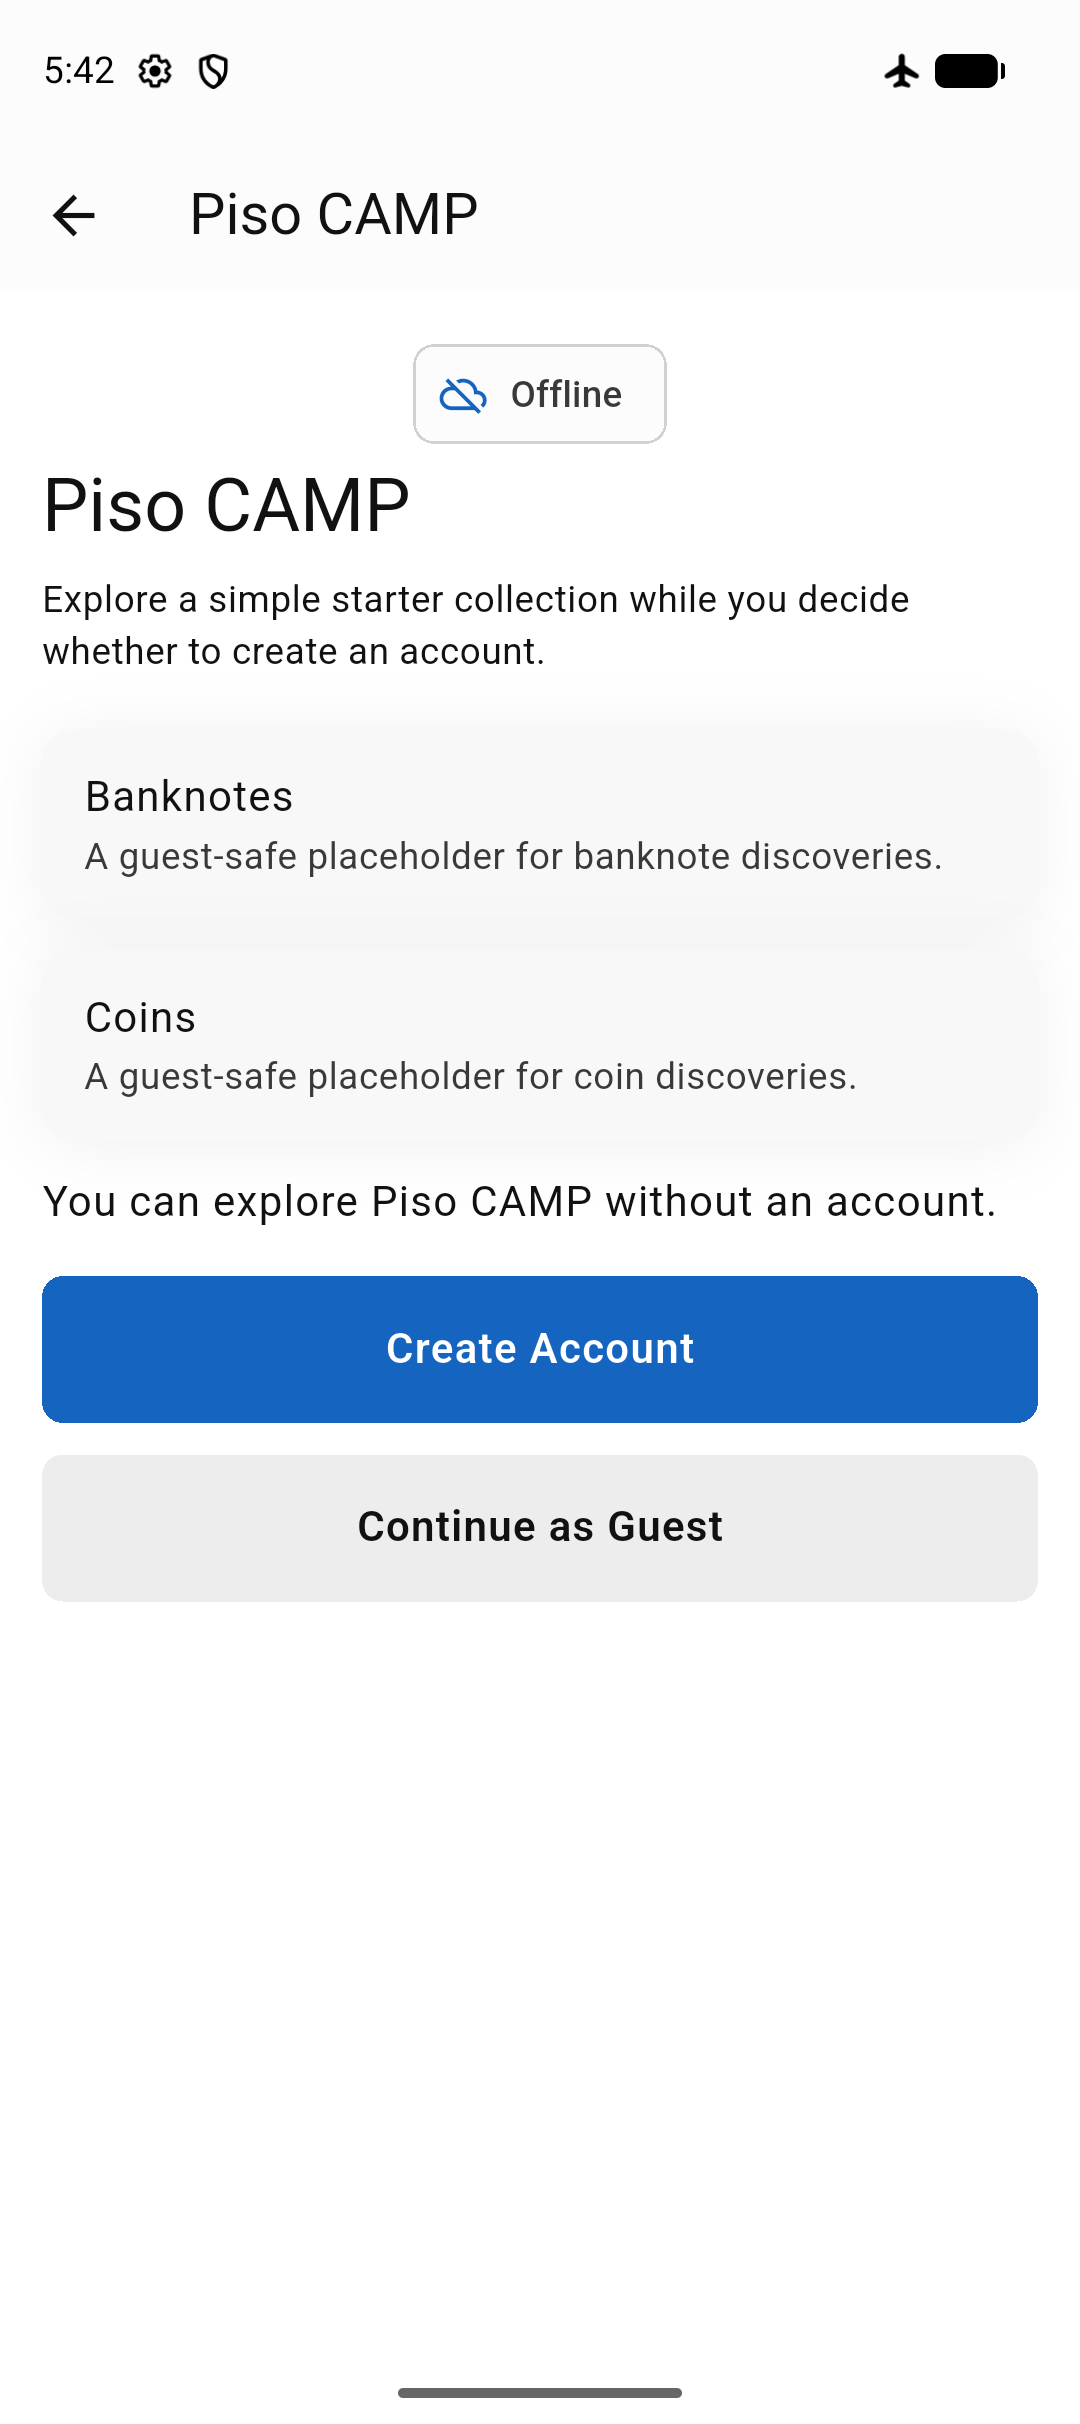 5:42
Piso CAMP
Offline
Piso CAMP
Explore a simple starter collection while you decide
whether to create an account.
Banknotes
A guest-safe placeholder for banknote discoveries.
Coins
A guest-safe placeholder for coin discoveries.
You can explore Piso CAMP without an account.
Create Account
Continue as Guest